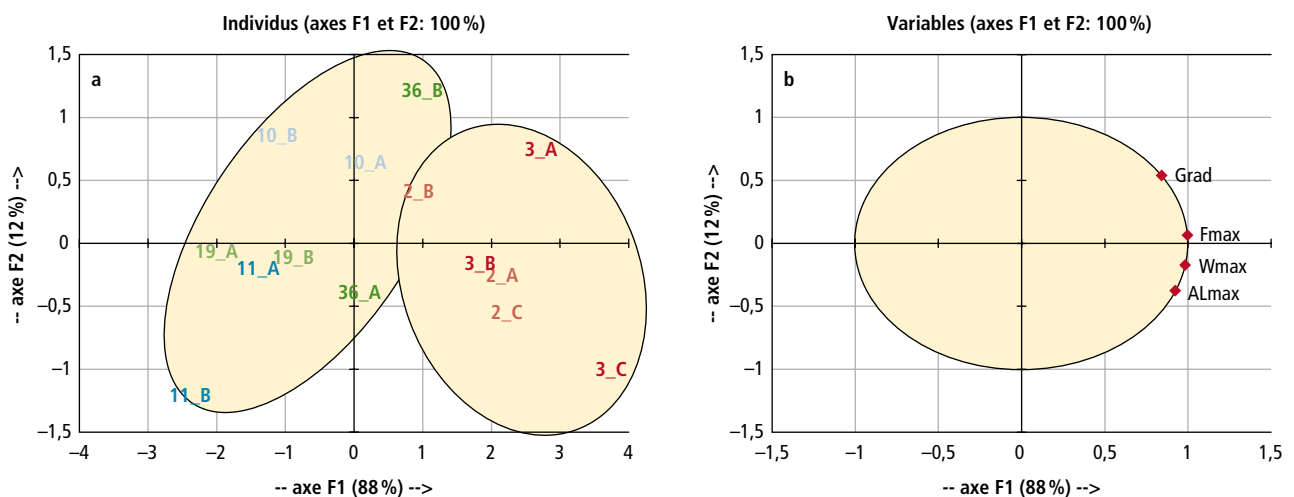 Individus (axes F1 et F2: 100 %)
a
-- axe F2 (12 %) -->
1,5
1
0,5
0
–0,5
–1
–1,5
36_B
10_B
10_A
3_A
2_B
19_A
19_B
11_A
3_B
2_A
36_A
2_C
3_C
11_B
–4 –3 –2 –1 0 1 2 3 4
-- axe F1 (88 %) -->
Variables (axes F1 et F2: 100 %)
b
-- axe F2 (12 %) -->
1,5
1
0,5
0
–0,5
–1
–1,5
Grad
Fmax
Wmax
ALmax
–1,5 –1 –0,5 0 0,5 1 1,5
-- axe F1 (88 %) -->